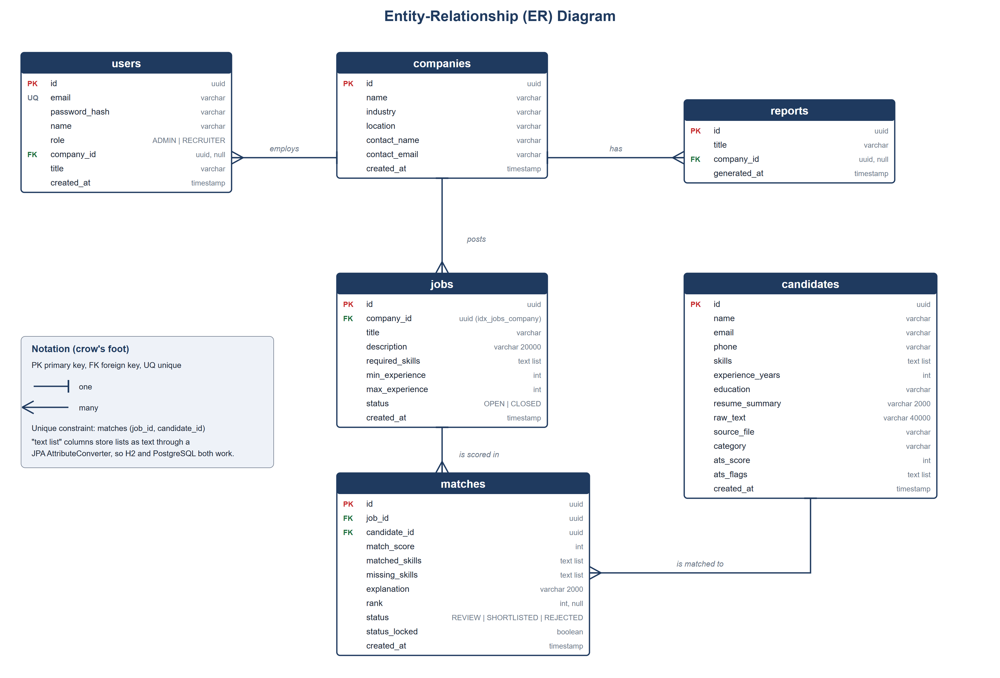 Entity-Relationship (ER) Diagram
users
PK id uuid
UQ email varchar
password_hash varchar
name varchar
role ADMIN | RECRUITER
FK company_id uuid, null
title varchar
created_at timestamp
employs
companies
PK id uuid
name varchar
industry varchar
location varchar
contact_name varchar
contact_email varchar
created_at timestamp
has
reports
PK id uuid
title varchar
FK company_id uuid, null
generated_at timestamp
posts
jobs
PK id uuid
FK company_id uuid (idx_jobs_company)
title varchar
description varchar 20000
required_skills text list
min_experience int
max_experience int
status OPEN | CLOSED
created_at timestamp
candidates
PK id uuid
name varchar
email varchar
phone varchar
skills text list
experience_years int
education varchar
resume_summary varchar 2000
raw_text varchar 40000
source_file varchar
category varchar
ats_score int
ats_flags text list
created_at timestamp
Notation (crow's foot)
PK primary key, FK foreign key, UQ unique
one
many
Unique constraint: matches (job_id, candidate_id)
"text list" columns store lists as text through a
JPA AttributeConverter, so H2 and PostgreSQL both work.
is scored in
matches
PK id uuid
FK job_id uuid
FK candidate_id uuid
match_score int
matched_skills text list
missing_skills text list
explanation varchar 2000
rank int, null
status REVIEW | SHORTLISTED | REJECTED
status_locked boolean
created_at timestamp
is matched to